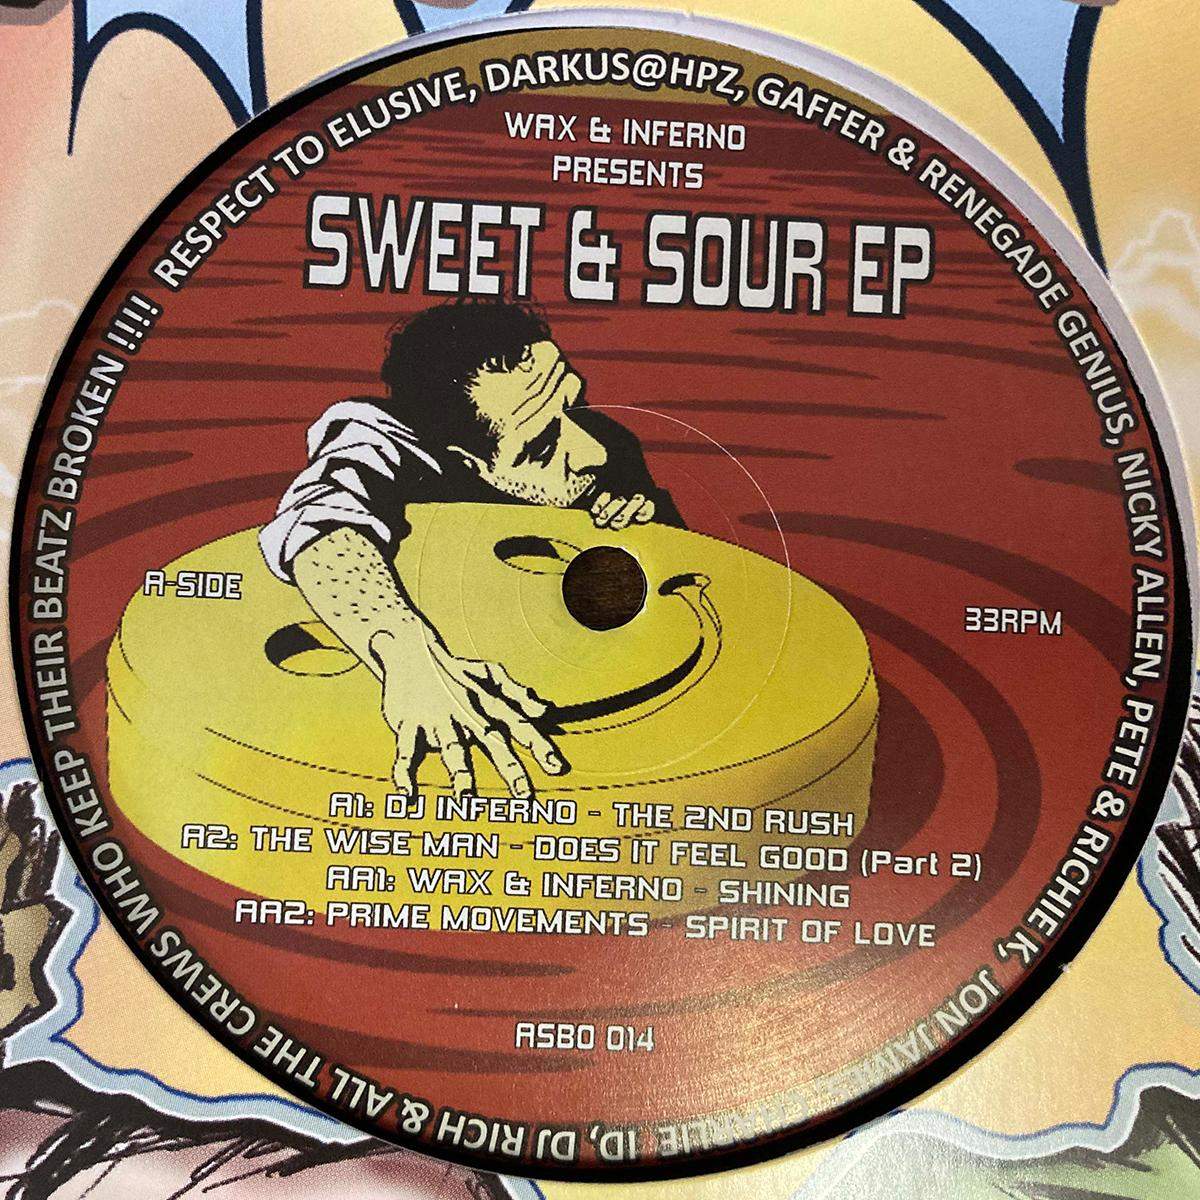 RESPECT TO ELUSIVE, DARKUS@HPZ, GAFFER & RENEGADE GENIUS, NICKY ALLEN, PETE & RICHIE K, JON JAMES, CHARLIE ID, DJ RICH & ALL THE CREWS WHO KEEP THEIR BEATZ BROKEN !!!!
WAX & INFERNO
PRESENTS
SWEET & SOUR EP
A-SIDE
33RPM
A1: DJ INFERNO - THE 2ND RUSH
A2: THE WISE MAN - DOES IT FEEL GOOD (Part 2)
AA1: WAX & INFERNO - SHINING
AA2: PRIME MOVEMENTS - SPIRIT OF LOVE
ASBO 014